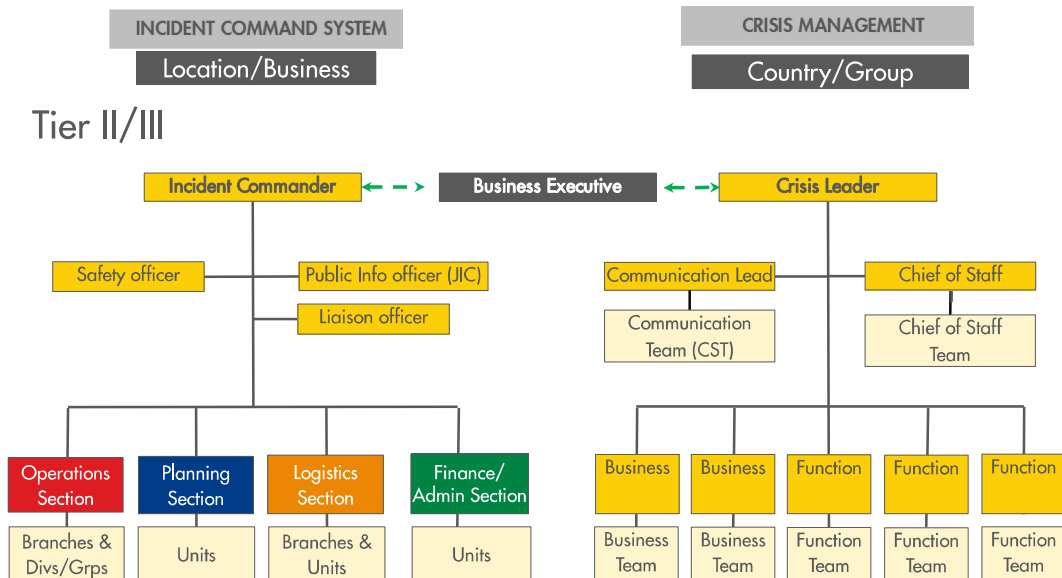 INCIDENT COMMAND SYSTEM
CRISIS MANAGEMENT
Location/Business
Country/Group
Tier II/III
Incident Commander
Business Executive
Crisis Leader
Safety officer
Public Info officer (JIC)
Liaison officer
Communication Lead
Chief of Staff
Communication
Team (CST)
Chief of Staff
Team
Operations
Section
Planning
Section
Logistics
Section
Finance/
Admin Section
Business
Business
Function
Function
Function
Branches &
Divs/Grps
Units
Branches &
Units
Units
Business
Team
Business
Team
Function
Team
Function
Team
Function
Team